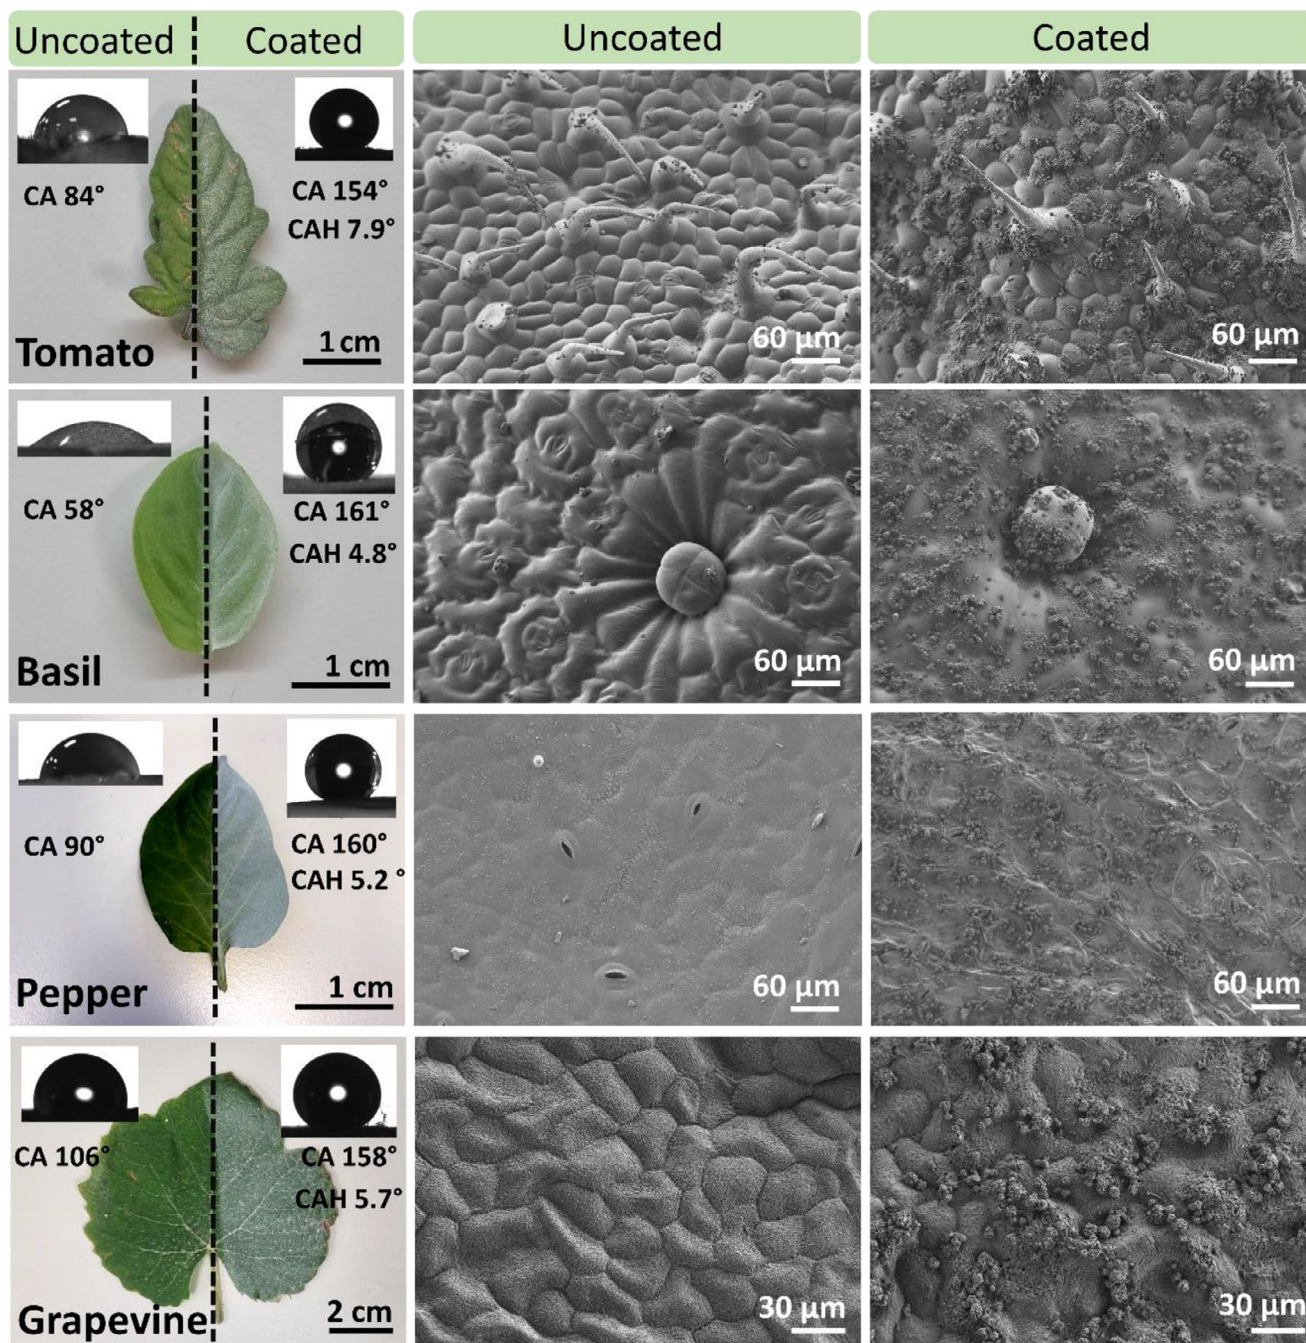 Uncoated Coated Uncoated Coated
CA 84° CA 154°
CAH 7.9°
Tomato 1 cm 60 µm 60 µm
CA 58° CA 161°
CAH 4.8°
Basil 1 cm 60 µm 60 µm
CA 90° CA 160°
CAH 5.2 °
Pepper 1 cm 60 µm 60 µm
CA 106° CA 158°
CAH 5.7°
Grapevine 2 cm 30 µm 30 µm